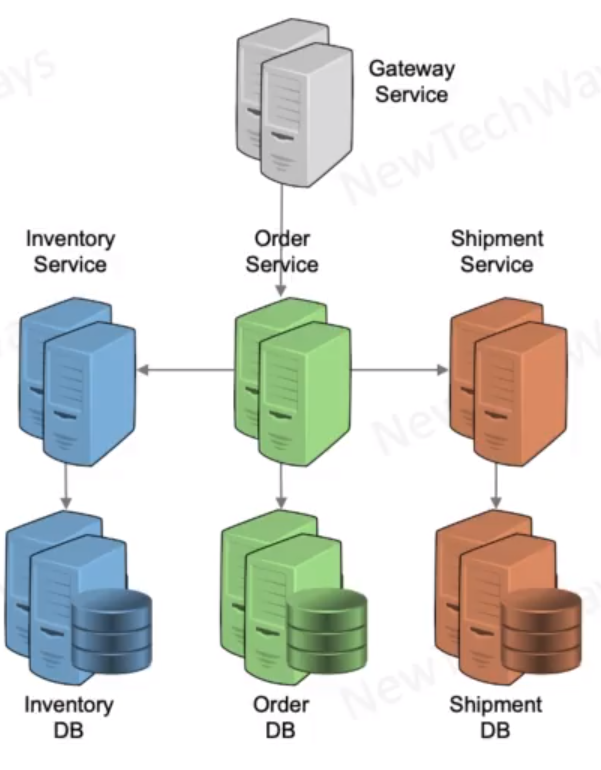 Gateway
Service
Inventory
Service
Order
Service
Shipment
Service
Inventory
DB
Order
DB
Shipment
DB
NewTechWays